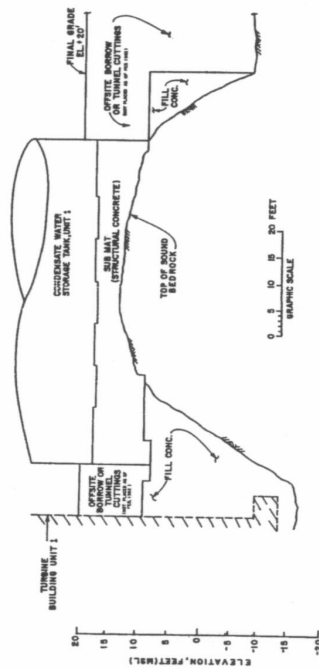 FINAL GRADE
EL. + 20'
OFFSITE BORROW
OR TUNNEL CUTTINGS
FILL
CONC.
CONDENSATE WATER
STORAGE TANK, UNIT 1
SUB MAT
(STRUCTURAL CONCRETE)
TOP OF SOUND
BEDROCK
0 5 10 15 20 FEET
GRAPHIC SCALE
OFFSITE
BORROW OR
TUNNEL
CUTTINGS
FILL CONC.
TURBINE
BUILDING UNIT 1
20
15
10
5
0
-5
-10
-15
-20
ELEVATION, FEET (MSL)